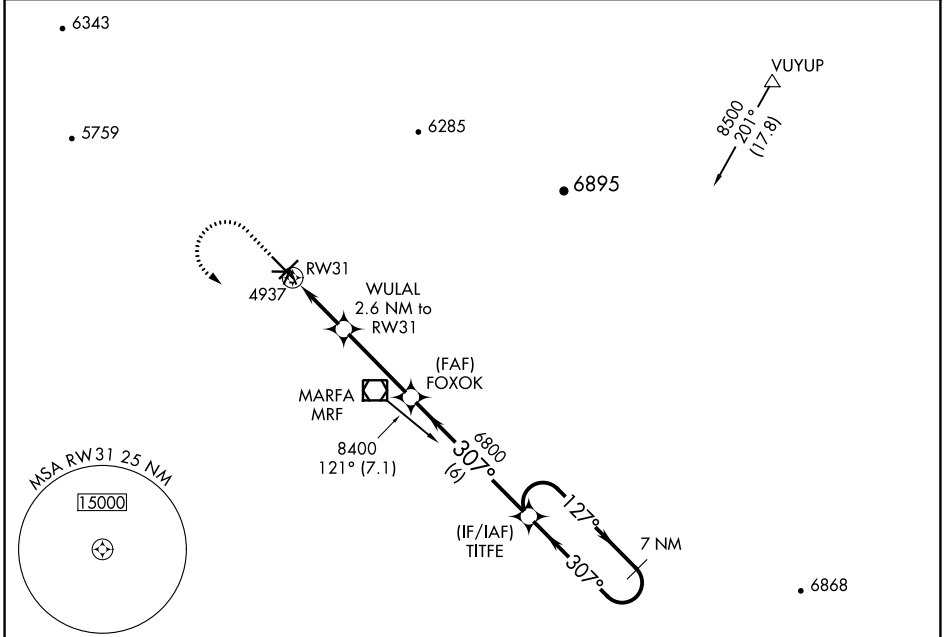 6343
VUYUP
8500
201°
(17.8)
5759
6285
6895
RW31
4937
WULAL
2.6 NM to
RW31
(FAF)
FOXOK
MARFA
MRF
8400
121° (7.1)
6800
307°
(6)
MSA RW31 25 NM
15000
(IF/IAF)
TITFE
127°
7 NM
307°
6868